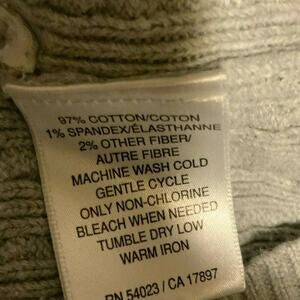 97% COTTON/COTON
1% SPANDEX/ÉLASTHANNE
2% OTHER FIBER/
AUTRE FIBRE
MACHINE WASH COLD
GENTLE CYCLE
ONLY NON-CHLORINE
BLEACH WHEN NEEDED
TUMBLE DRY LOW
WARM IRON
RN 54023 / CA 17897